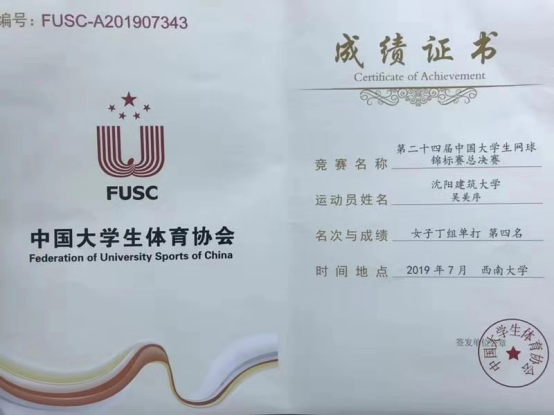 编号：FUSC-A201907343
FUSC
中国大学生体育协会
Federation of University Sports of China
成绩证书
Certificate of Achievement
竞赛名称 第二十四届中国大学生网球
锦标赛总决赛
运动员姓名 沈阳建筑大学
吴美序
名次与成绩 女子丁组单打 第四名
时间地点 2019年7月 西南大学
签发单位
中国大学生体育协会